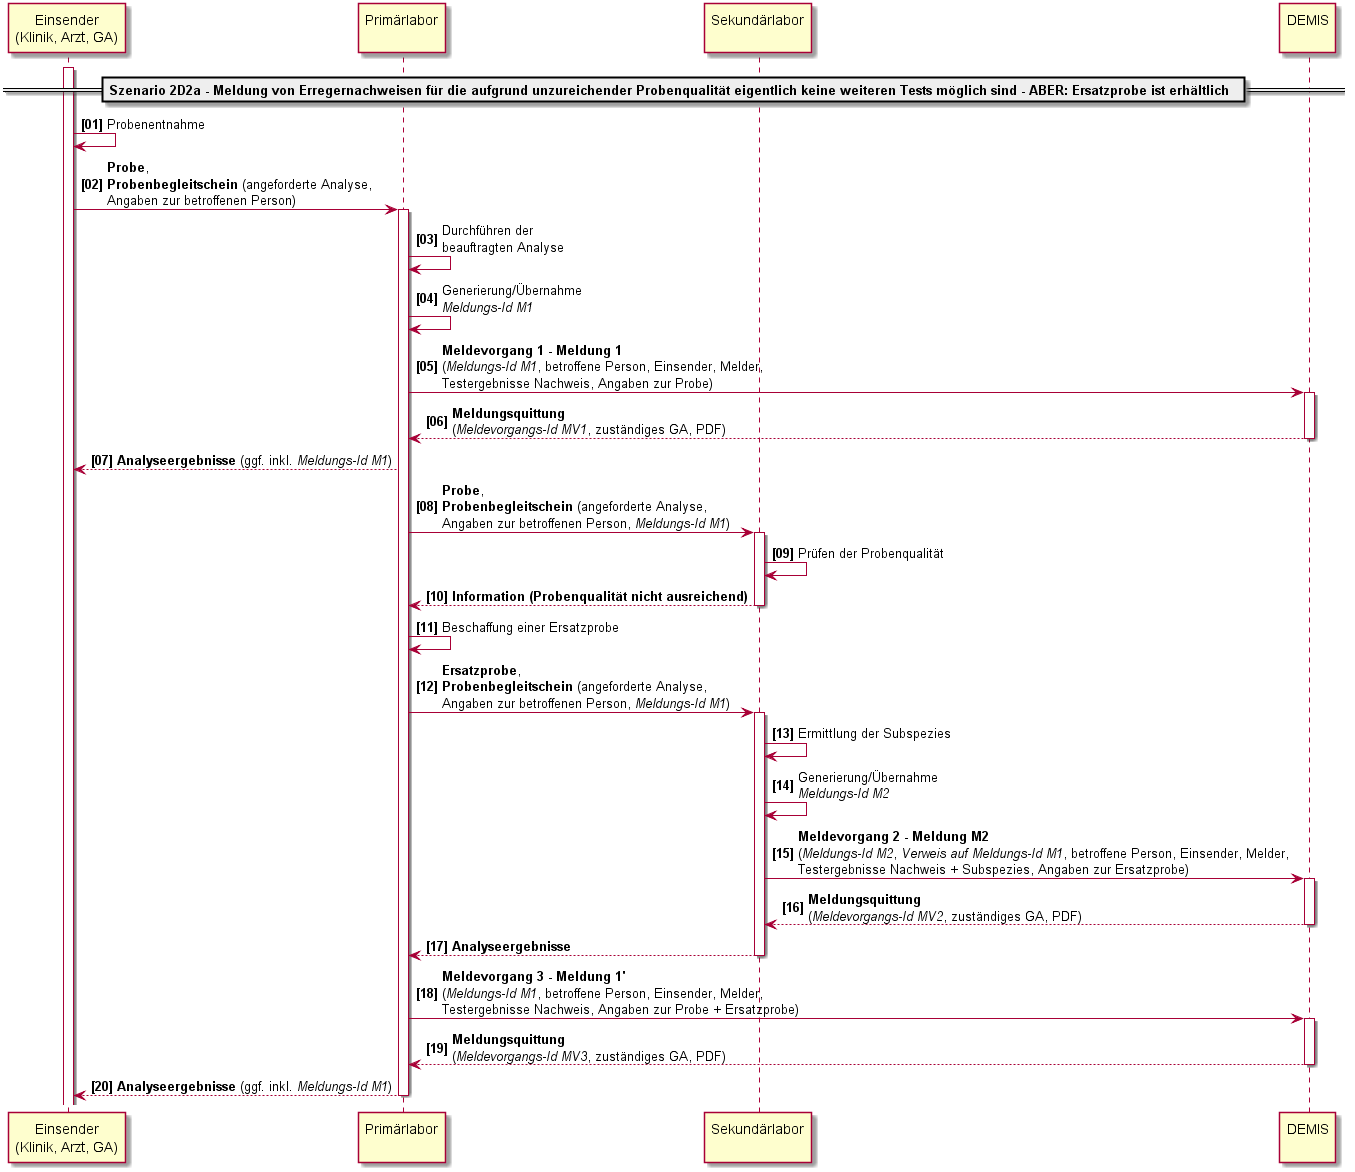 Einsender
(Klinik, Arzt, GA)
Primärlabor
Sekundärlabor
DEMIS
Szenario 2D2a - Meldung von Erregernachweisen für die aufgrund unzureichender Probenqualität eigentlich keine weiteren Tests möglich sind - ABER: Ersatzprobe ist erhältlich
[01] Probenentnahme
Probe,
[02] Probenbegleitschein (angeforderte Analyse,
Angaben zur betroffenen Person)
Durchführen der
[03]
beauftragten Analyse
Generierung/Übernahme
[04]
Meldungs-Id M1
Meldevorgang 1 - Meldung 1
[05] (Meldungs-Id M1, betroffene Person, Einsender, Melder,
Testergebnisse Nachweis, Angaben zur Probe)
Meldungsquittung
[06]
(Meldevorgangs-Id MV1, zuständiges GA, PDF)
[07] Analyseergebnisse (ggf. inkl. Meldungs-Id M1)
Probe,
[08] Probenbegleitschein (angeforderte Analyse,
Angaben zur betroffenen Person, Meldungs-Id M1)
[09] Prüfen der Probenqualität
[10] Information (Probenqualität nicht ausreichend)
[11] Beschaffung einer Ersatzprobe
Ersatzprobe,
[12] Probenbegleitschein (angeforderte Analyse,
Angaben zur betroffenen Person, Meldungs-Id M1)
[13] Ermittlung der Subspezies
Generierung/Übernahme
[14]
Meldungs-Id M2
Meldevorgang 2 - Meldung M2
[15] (Meldungs-Id M2, Verweis auf Meldungs-Id M1, betroffene Person, Einsender, Melder,
Testergebnisse Nachweis + Subspezies, Angaben zur Ersatzprobe)
Meldungsquittung
[16]
(Meldevorgangs-Id MV2, zuständiges GA, PDF)
[17] Analyseergebnisse
Meldevorgang 3 - Meldung 1'
[18] (Meldungs-Id M1, betroffene Person, Einsender, Melder,
Testergebnisse Nachweis, Angaben zur Probe + Ersatzprobe)
Meldungsquittung
[19]
(Meldevorgangs-Id MV3, zuständiges GA, PDF)
[20] Analyseergebnisse (ggf. inkl. Meldungs-Id M1)
Einsender
(Klinik, Arzt, GA)
Primärlabor
Sekundärlabor
DEMIS